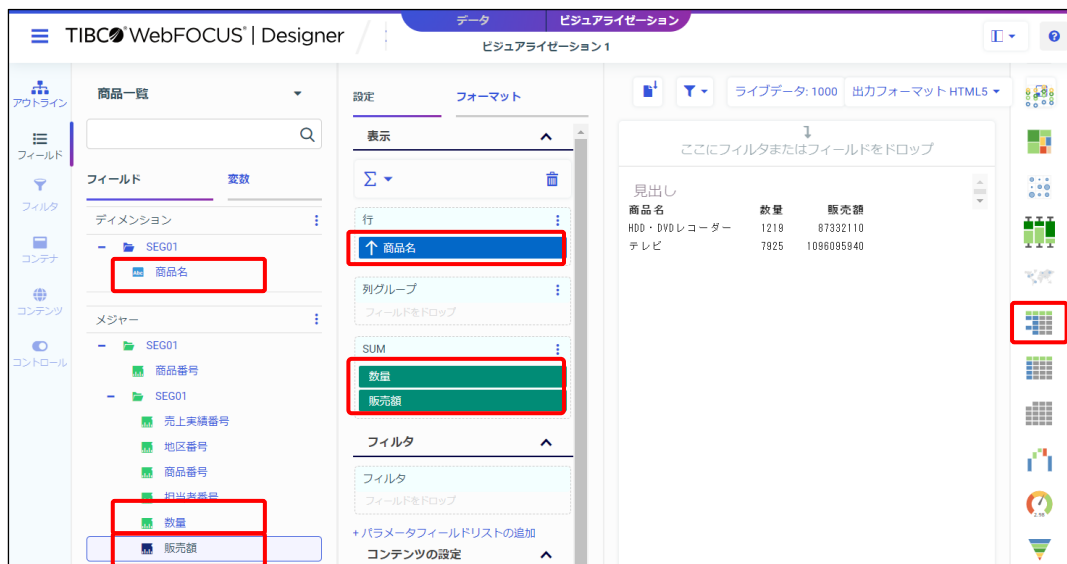 データ
ビジュアライゼーション
TIBCO WebFOCUS® | Designer
ビジュアライゼーション 1
?
アウトライン
フィールド
フィルタ
コンテナ
コンテンツ
コントロール
商品一覧
フィールド
変数
ディメンション
SEG01
Abc 商品名
メジャー
SEG01
商品番号
SEG01
売上実績番号
地区番号
商品番号
担当者番号
数量
販売額
設定
フォーマット
表示
Σ
行
商品名
列グループ
フィールドをドロップ
SUM
数量
販売額
フィルタ
フィルタ
フィールドをドロップ
+ パラメータフィールドリストの追加
コンテンツの設定
ライブデータ: 1000
出力フォーマット HTML5
ここにフィルタまたはフィールドをドロップ
見出し
商品名 数量 販売額
HDD・DVDレコーダー 1219 87332110
テレビ 7925 1096095940
2.98